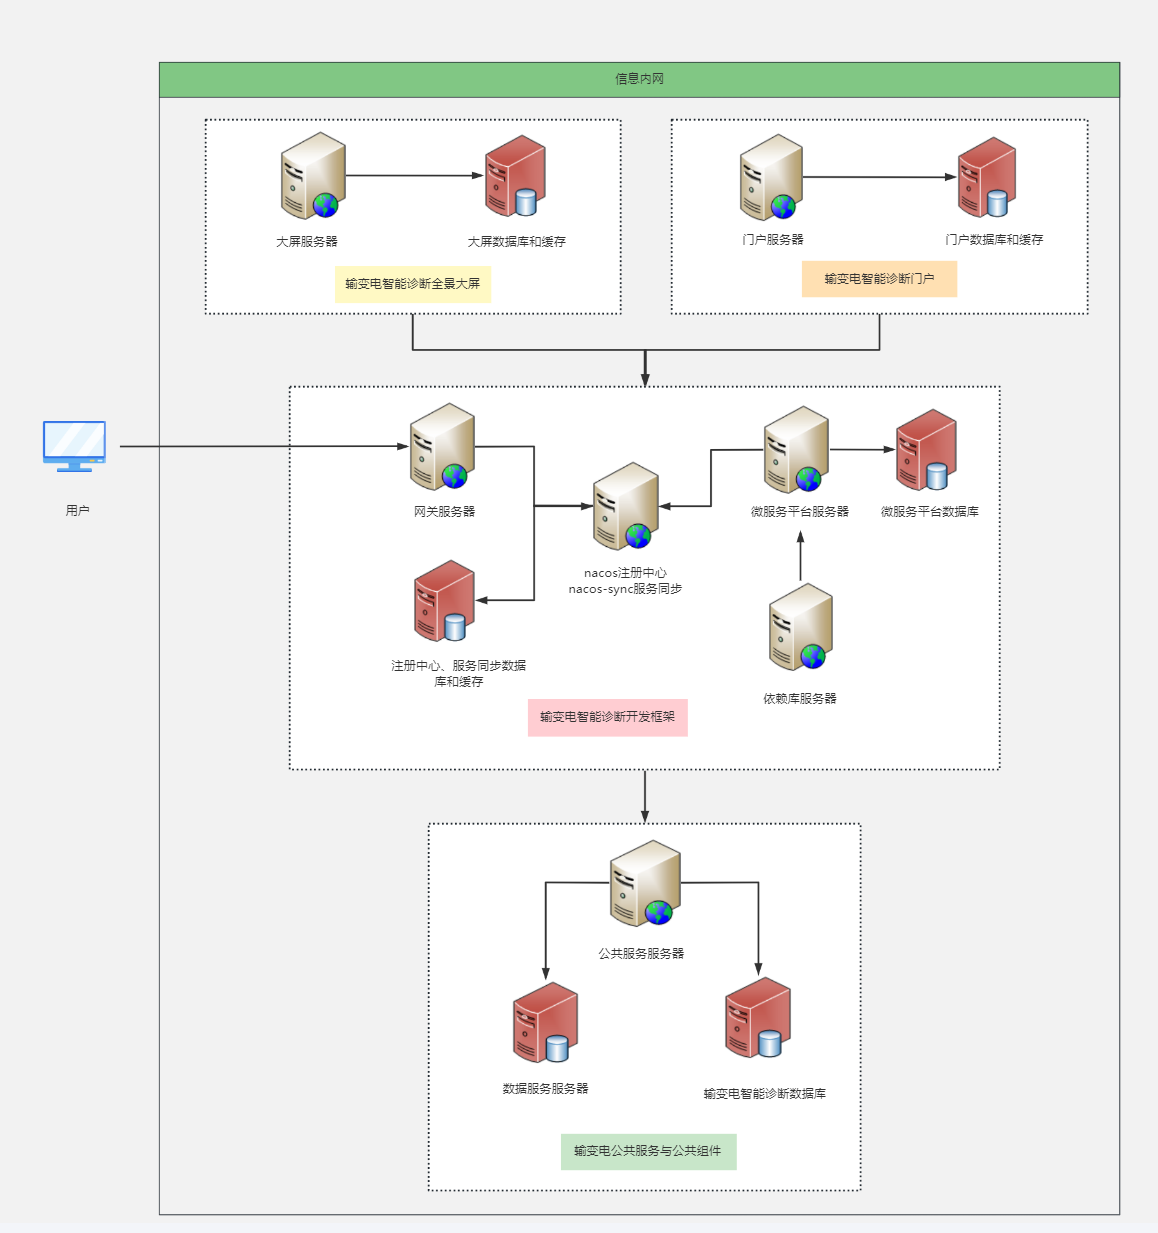 信息内网
大屏服务器
大屏数据库和缓存
输变电智能诊断全景大屏
门户服务器
门户数据库和缓存
输变电智能诊断门户
用户
网关服务器
微服务平台服务器
微服务平台数据库
nacos注册中心
nacos-sync服务同步
注册中心、服务同步数据
库和缓存
依赖库服务器
输变电智能诊断开发框架
公共服务服务器
数据服务服务器
输变电智能诊断数据库
输变电公共服务与公共组件